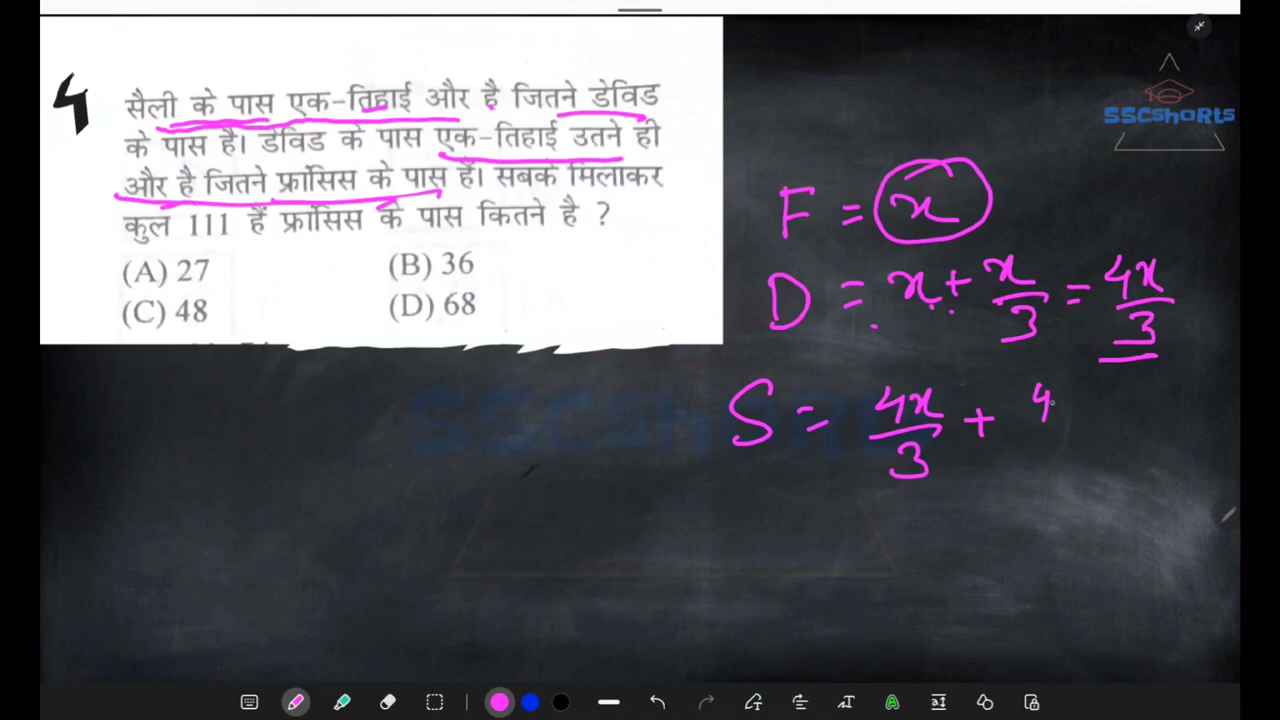 4
सैली के पास एक-तिहाई और है जितने डेविड
के पास है। डेविड के पास एक-तिहाई उतने ही
और है जितने फ्रांसिस के पास हैं। सबके मिलाकर
कुल 111 हैं फ्रांसिस के पास कितने है ?
(A) 27 (B) 36
(C) 48 (D) 68
SSCshoRts
F = x
D = x + x/3 = 4x/3
S = 4x/3 + 4
SSCshoRts